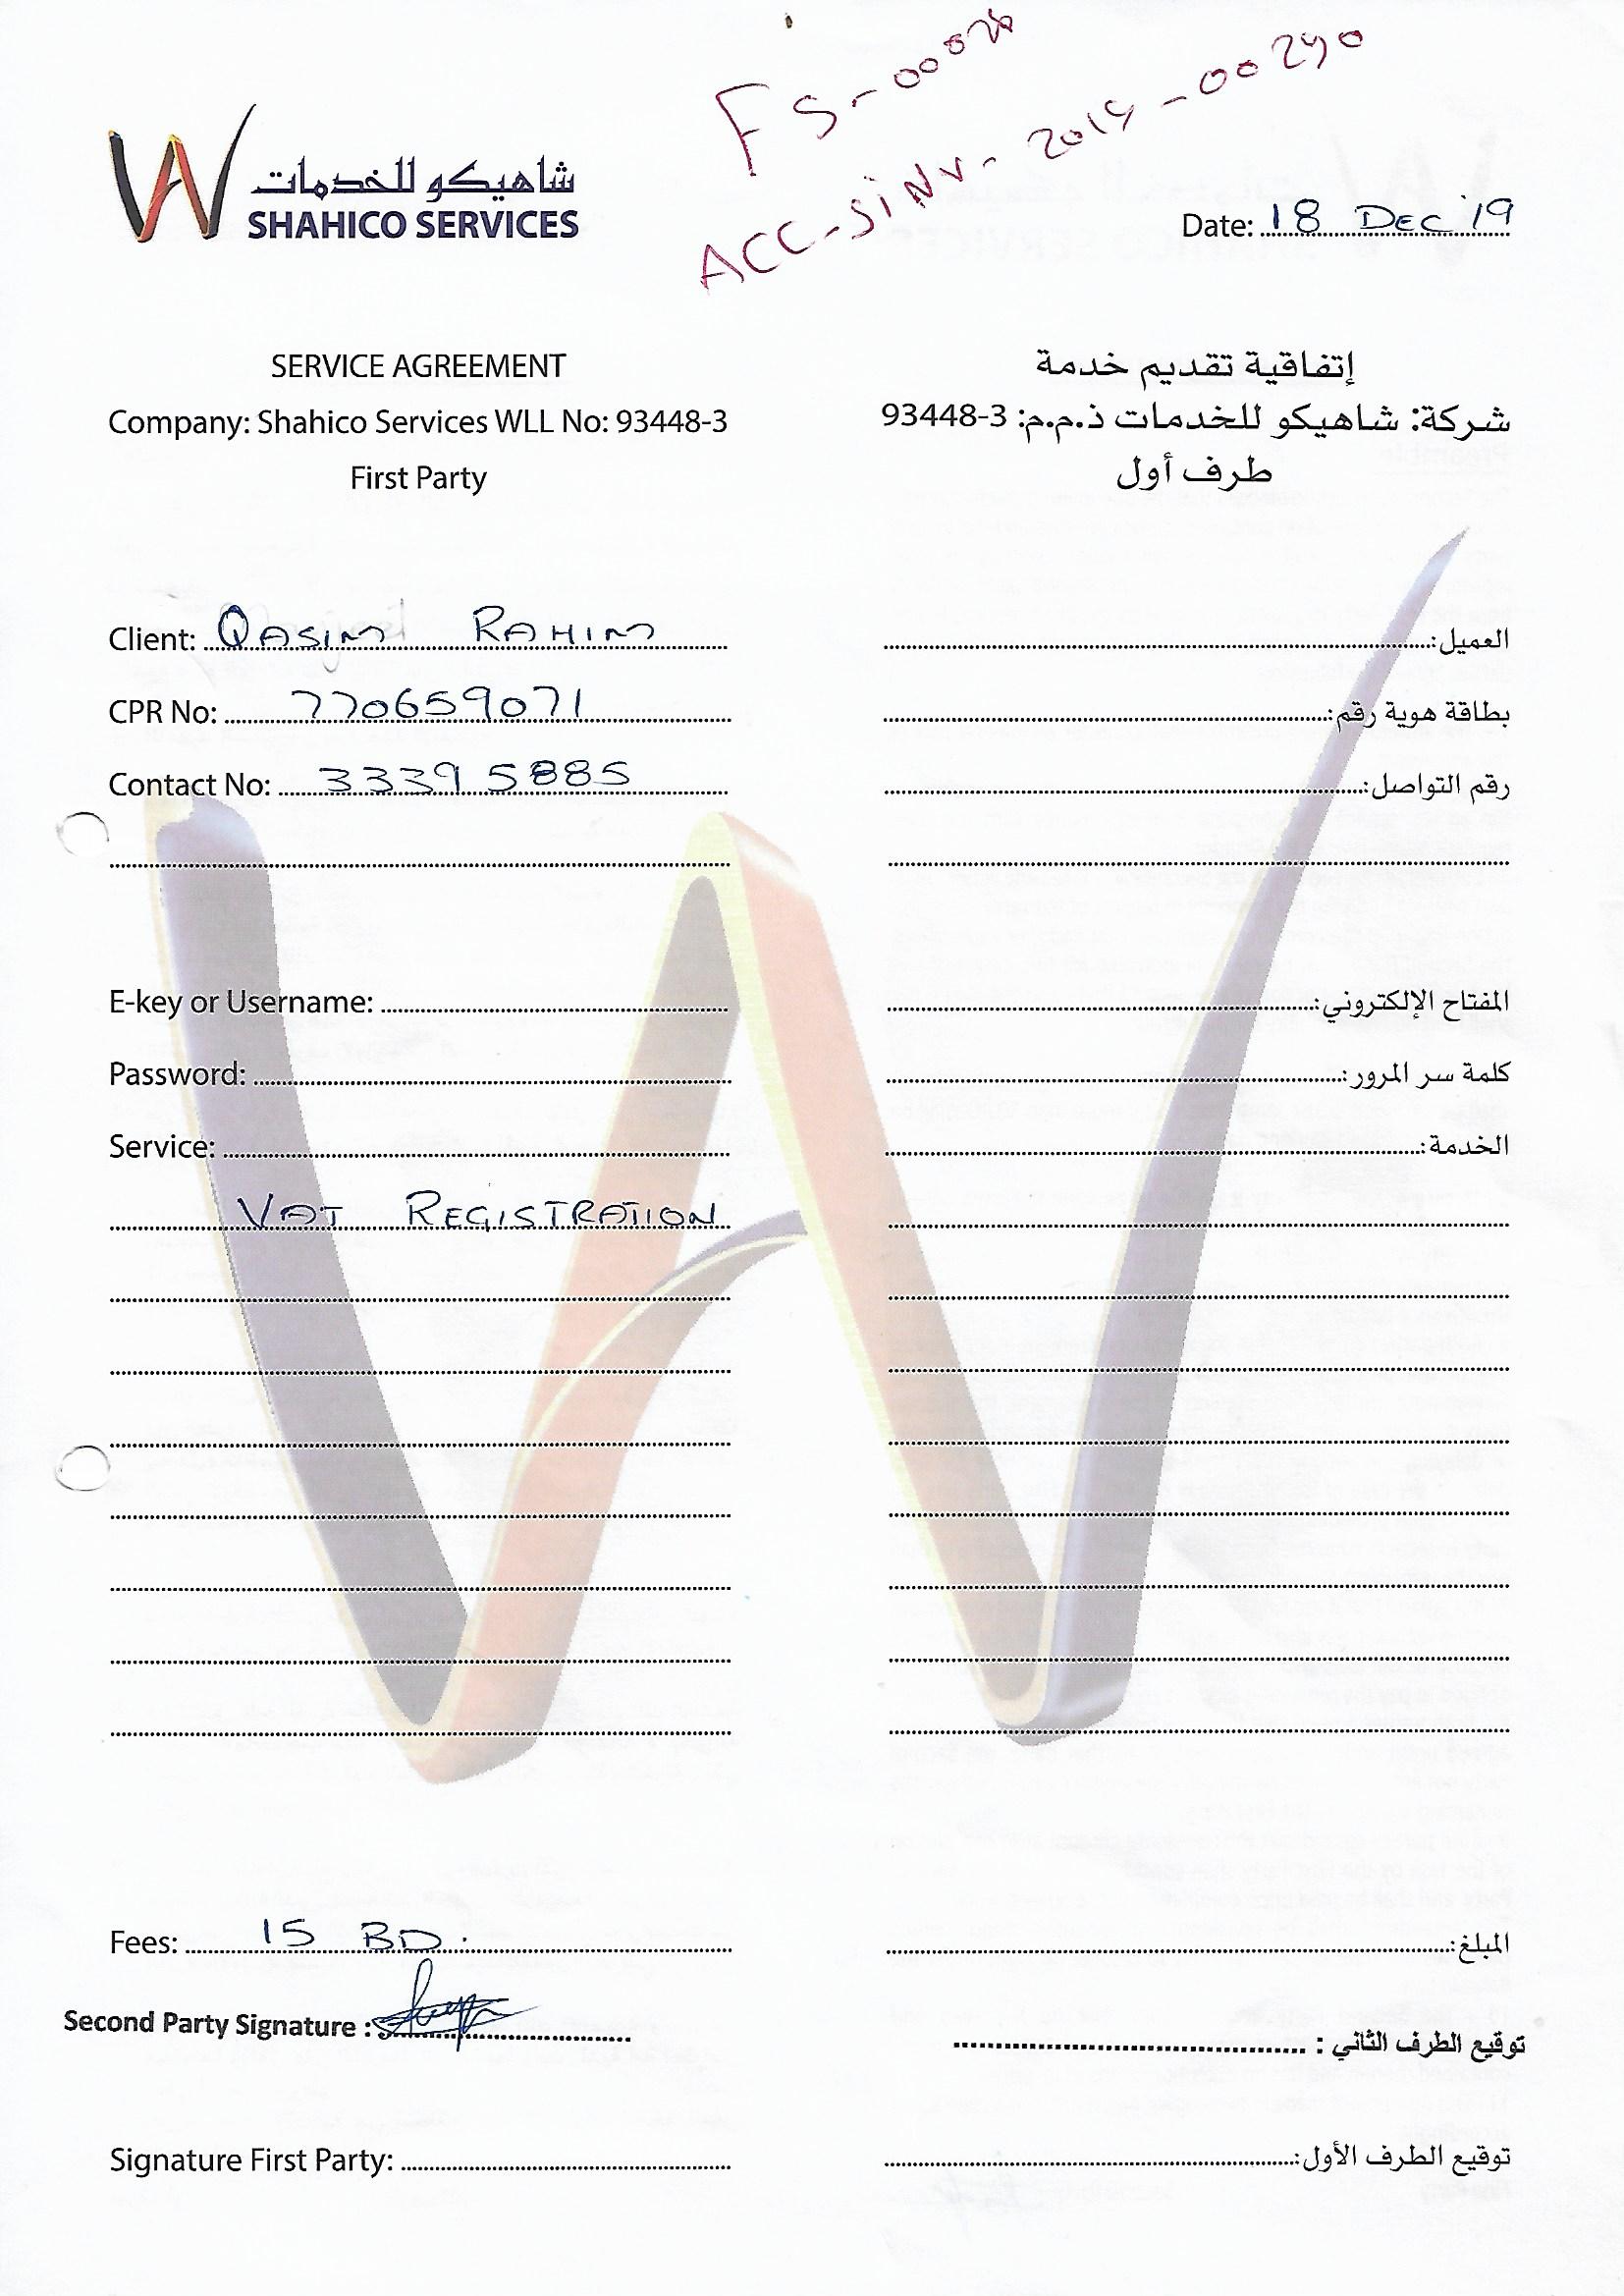 FS-00026
ACC-SINV-2019-00290
شاهيكو للخدمات
SHAHICO SERVICES
Date: 18 DEC '19
SERVICE AGREEMENT
Company: Shahico Services WLL No: 93448-3
First Party
إتفاقية تقديم خدمة
شركة: شاهيكو للخدمات ذ.م.م: 93448-3
طرف أول
Client: QASIM RAHIM
العميل:
CPR No: 770659071
بطاقة هوية رقم:
Contact No: 33395885
رقم التواصل:
E-key or Username:
المفتاح الإلكتروني:
Password:
كلمة سر المرور:
Service:
الخدمة:
VAT REGISTRATION
Fees: 15 BD.
المبلغ:
Second Party Signature :
توقيع الطرف الثاني :
Signature First Party:
توقيع الطرف الأول: